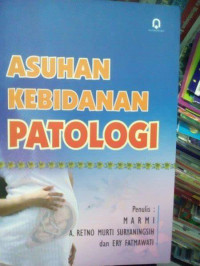 ASUHAN
KEBIDANAN
PATOLOGI
Penulis :
MARMI
A. RETNO MURTI SURYANINGSIH
dan ERY FATMAWATI